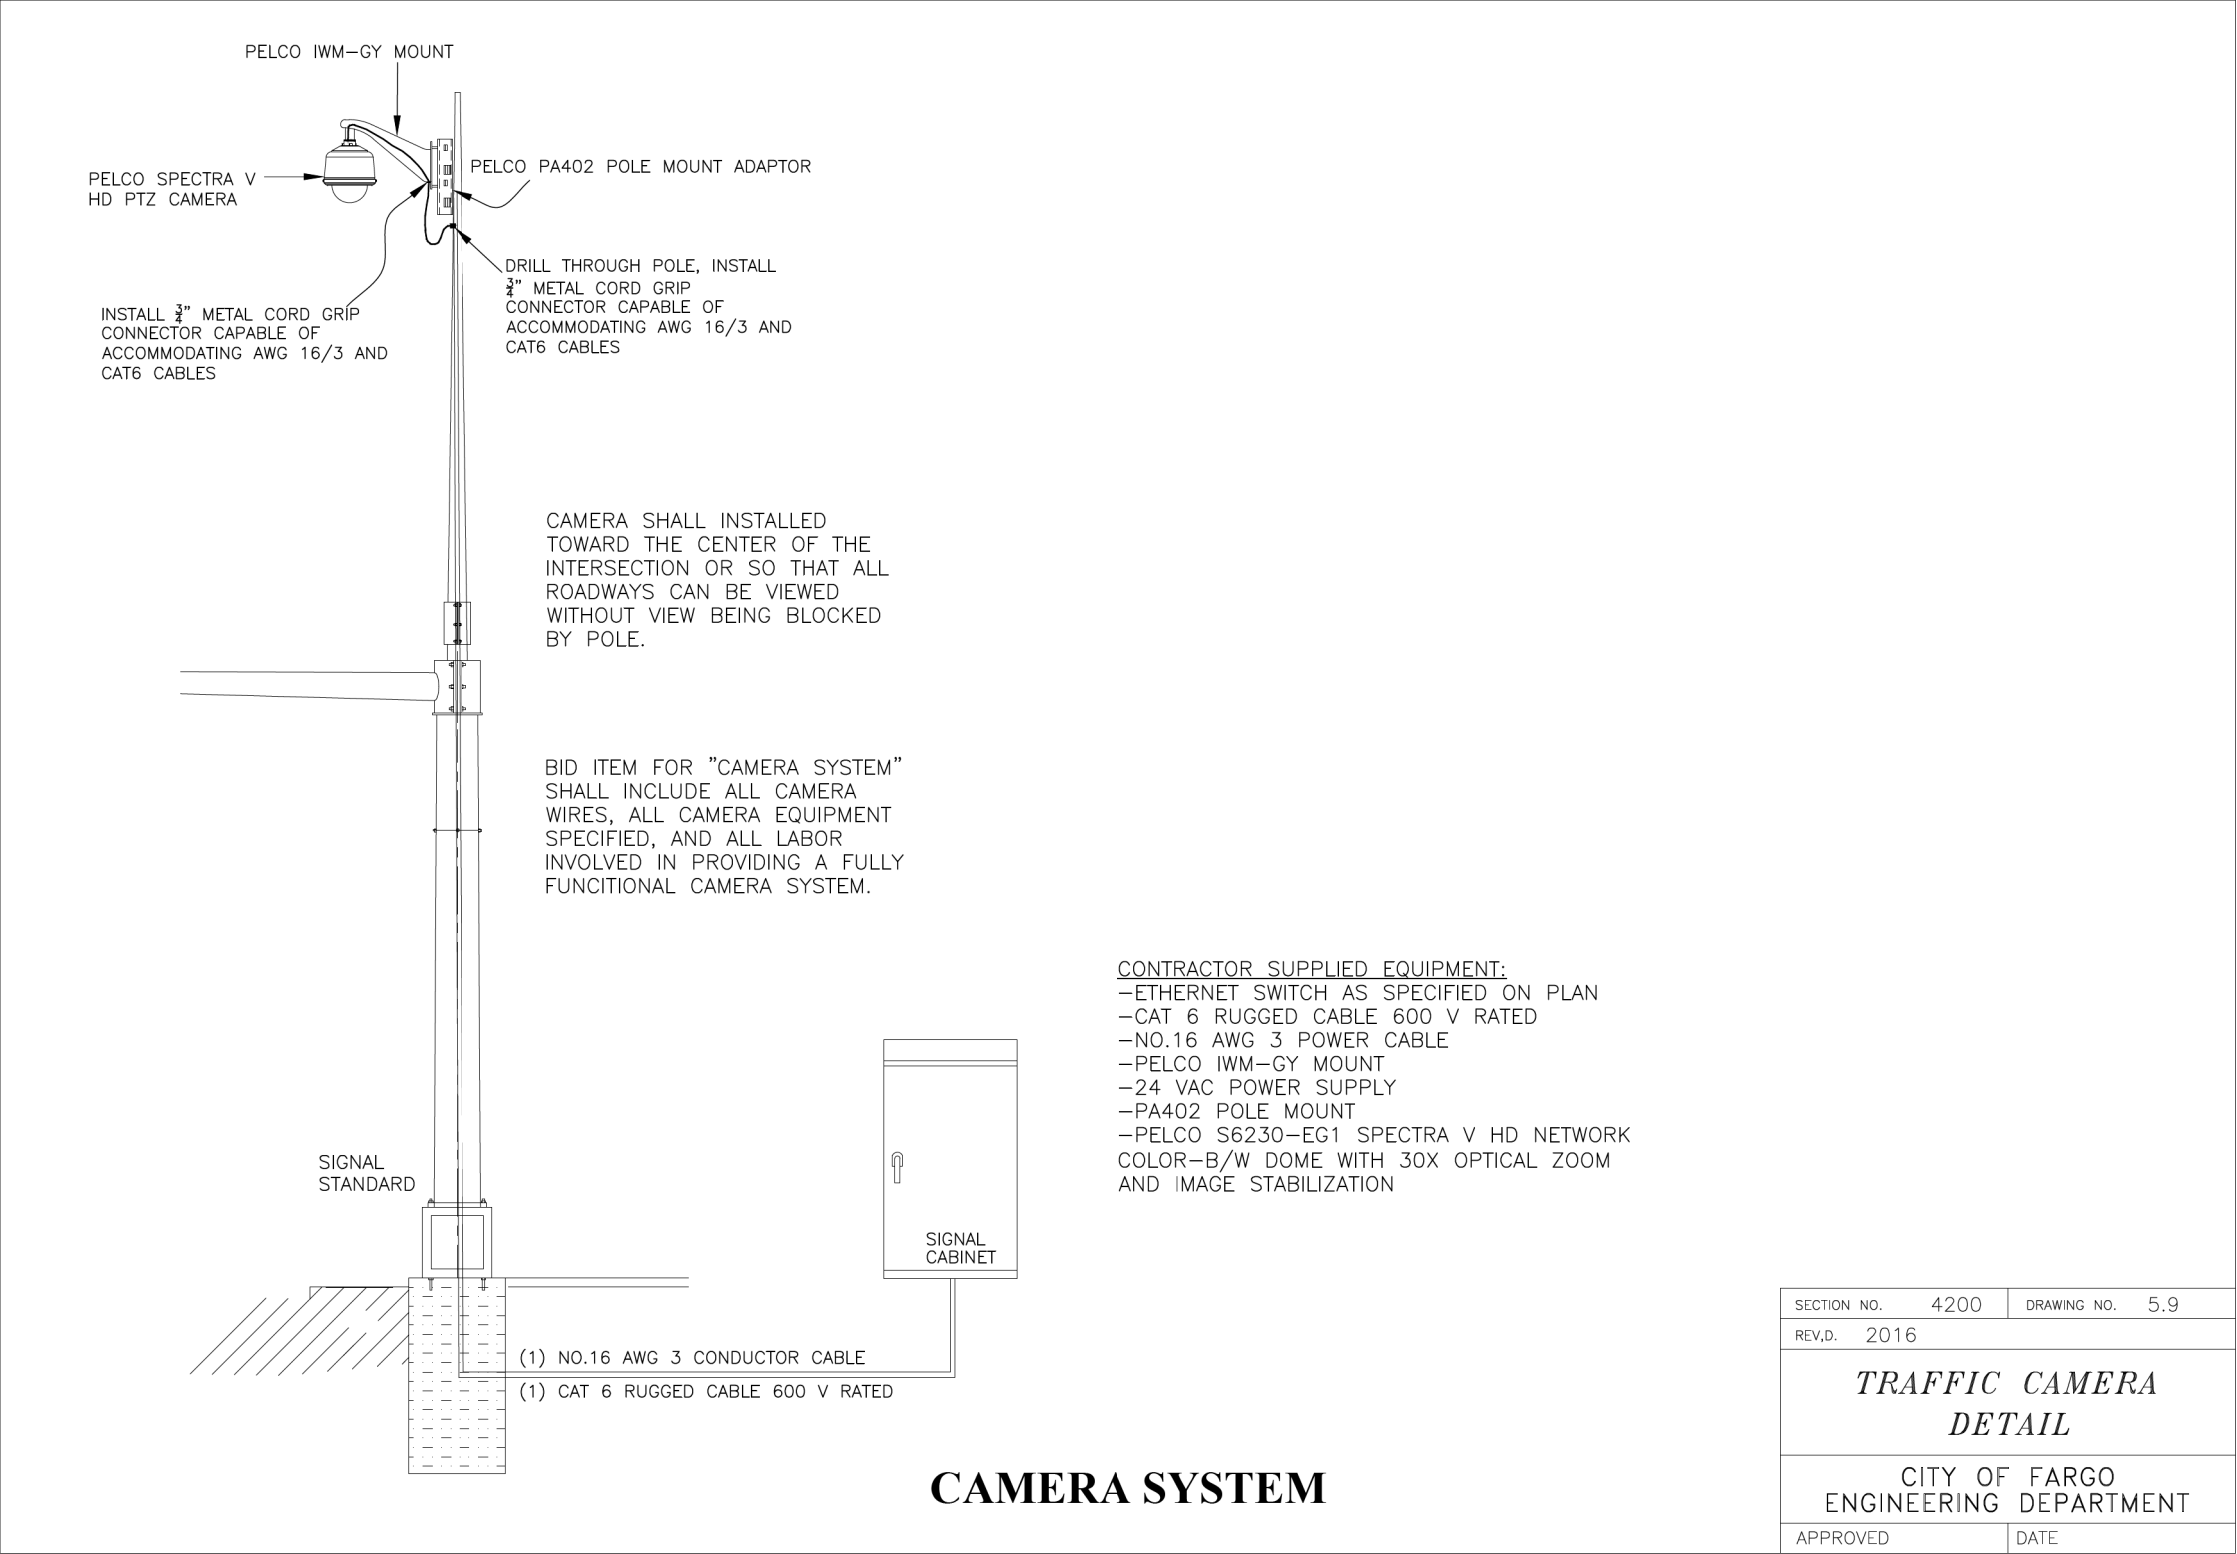 PELCO IWM-GY MOUNT
PELCO SPECTRA V
HD PTZ CAMERA
PELCO PA402 POLE MOUNT ADAPTOR
DRILL THROUGH POLE, INSTALL
3/4" METAL CORD GRIP
CONNECTOR CAPABLE OF
ACCOMMODATING AWG 16/3 AND
CAT6 CABLES
INSTALL 3/4" METAL CORD GRIP
CONNECTOR CAPABLE OF
ACCOMMODATING AWG 16/3 AND
CAT6 CABLES
CAMERA SHALL INSTALLED
TOWARD THE CENTER OF THE
INTERSECTION OR SO THAT ALL
ROADWAYS CAN BE VIEWED
WITHOUT VIEW BEING BLOCKED
BY POLE.
BID ITEM FOR "CAMERA SYSTEM"
SHALL INCLUDE ALL CAMERA
WIRES, ALL CAMERA EQUIPMENT
SPECIFIED, AND ALL LABOR
INVOLVED IN PROVIDING A FULLY
FUNCITIONAL CAMERA SYSTEM.
CONTRACTOR SUPPLIED EQUIPMENT:
-ETHERNET SWITCH AS SPECIFIED ON PLAN
-CAT 6 RUGGED CABLE 600 V RATED
-NO.16 AWG 3 POWER CABLE
-PELCO IWM-GY MOUNT
-24 VAC POWER SUPPLY
-PA402 POLE MOUNT
-PELCO S6230-EG1 SPECTRA V HD NETWORK
COLOR-B/W DOME WITH 30X OPTICAL ZOOM
AND IMAGE STABILIZATION
SIGNAL
STANDARD
SIGNAL
CABINET
(1) NO.16 AWG 3 CONDUCTOR CABLE
(1) CAT 6 RUGGED CABLE 600 V RATED
CAMERA SYSTEM
SECTION NO. 4200 DRAWING NO. 5.9
REV,D. 2016
TRAFFIC CAMERA
DETAIL
CITY OF FARGO
ENGINEERING DEPARTMENT
APPROVED DATE